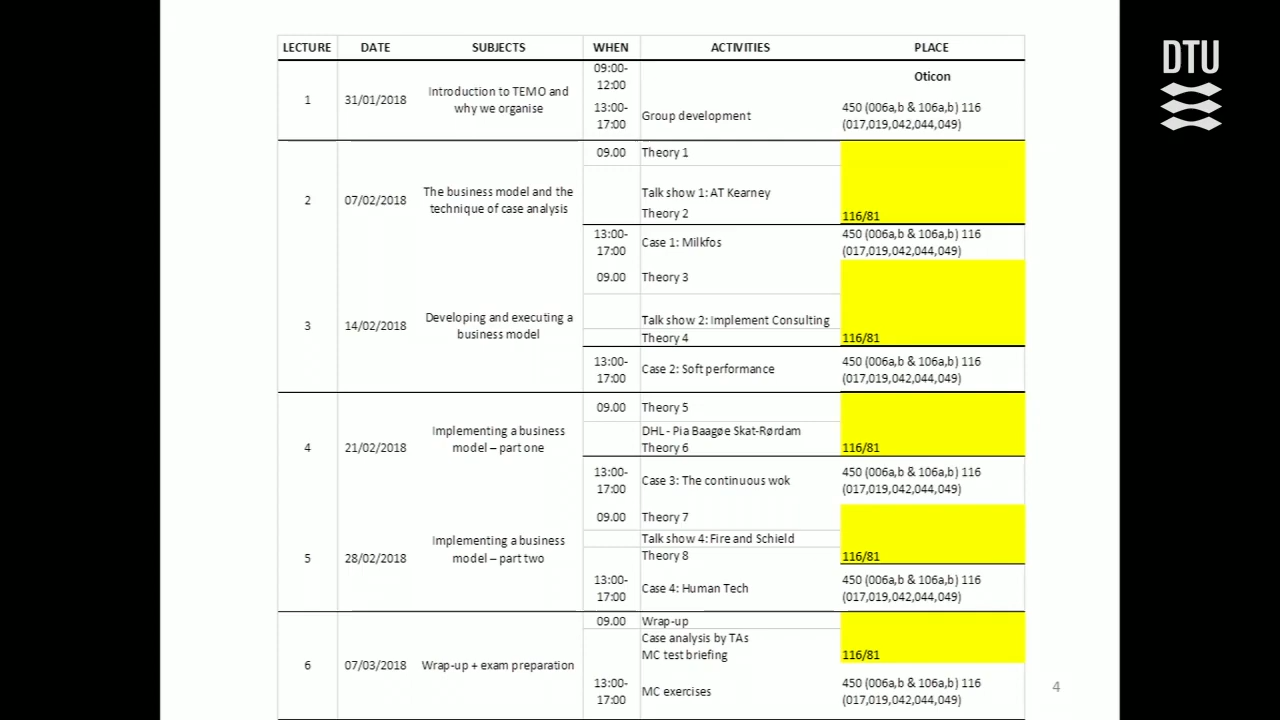 DTU
LECTURE DATE SUBJECTS WHEN ACTIVITIES PLACE
1 31/01/2018 Introduction to TEMO and
why we organise
09:00-
12:00
Oticon
13:00-
17:00
Group development
450 (006a,b & 106a,b) 116
(017,019,042,044,049)
2 07/02/2018 The business model and the
technique of case analysis
09.00 Theory 1
Talk show 1: AT Kearney
Theory 2
116/81
13:00-
17:00
Case 1: Milkfos
450 (006a,b & 106a,b) 116
(017,019,042,044,049)
3 14/02/2018 Developing and executing a
business model
09.00 Theory 3
Talk show 2: Implement Consulting
Theory 4
116/81
13:00-
17:00
Case 2: Soft performance
450 (006a,b & 106a,b) 116
(017,019,042,044,049)
4 21/02/2018 Implementing a business
model – part one
09.00 Theory 5
DHL - Pia Baagøe Skat-Rørdam
Theory 6
116/81
13:00-
17:00
Case 3: The continuous wok
450 (006a,b & 106a,b) 116
(017,019,042,044,049)
5 28/02/2018 Implementing a business
model – part two
09.00 Theory 7
Talk show 4: Fire and Schield
Theory 8
116/81
13:00-
17:00
Case 4: Human Tech
450 (006a,b & 106a,b) 116
(017,019,042,044,049)
6 07/03/2018 Wrap-up + exam preparation
09.00 Wrap-up
Case analysis by TAs
MC test briefing
116/81
13:00-
17:00
MC exercises
450 (006a,b & 106a,b) 116
(017,019,042,044,049)
4